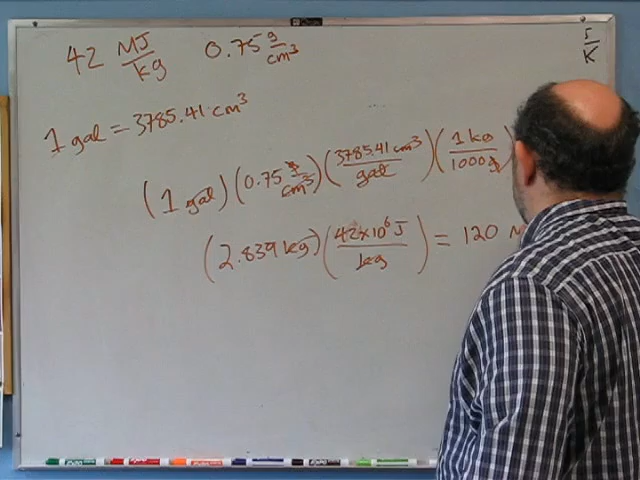 42 MJ/kg 0.75 g/cm³
J/K
1 gal = 3785.41 cm³
(1 gal)(0.75 g/cm³)(3785.41 cm³/gal)(1 kg/1000g)
(2.839 kg)(42×10⁶ J/kg) = 120 M